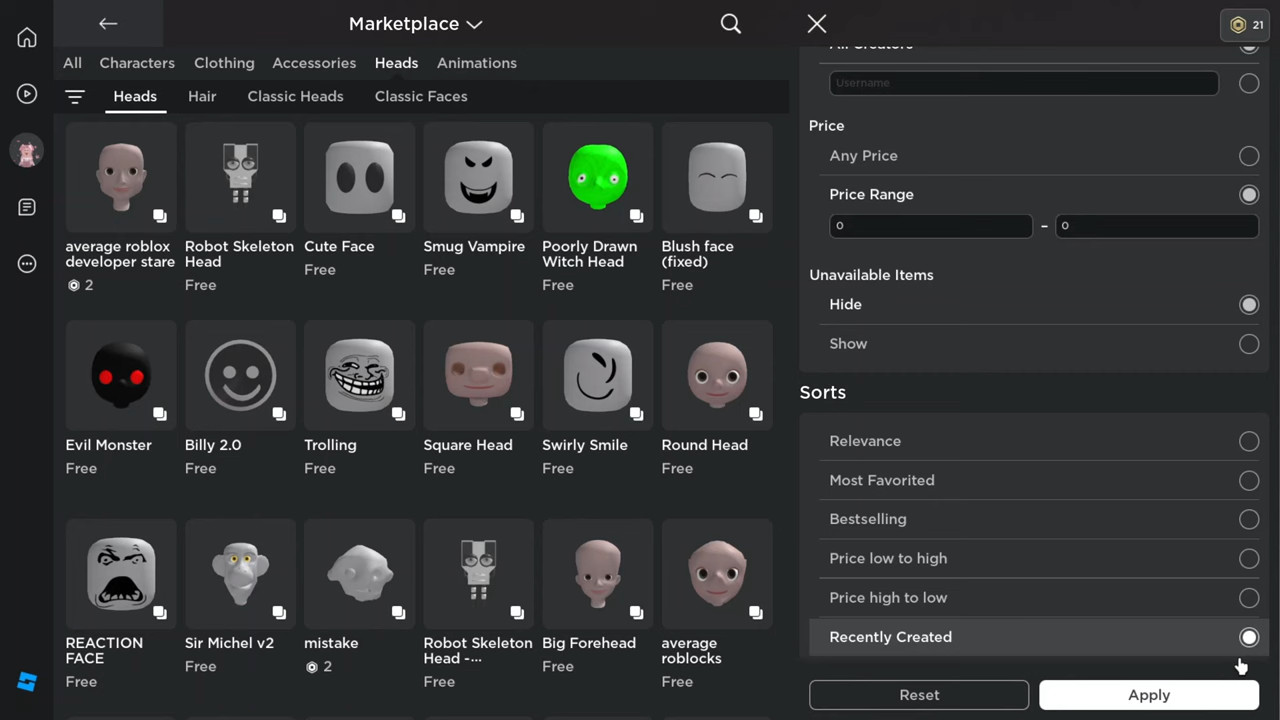 Marketplace
21
All Characters Clothing Accessories Heads Animations
Heads Hair Classic Heads Classic Faces
average roblox
developer stare
2
Robot Skeleton
Head
Free
Cute Face
Free
Smug Vampire
Free
Poorly Drawn
Witch Head
Free
Blush face
(fixed)
Free
Evil Monster
Free
Billy 2.0
Free
Trolling
Free
Square Head
Free
Swirly Smile
Free
Round Head
Free
REACTION
FACE
Free
Sir Michel v2
Free
mistake
2
Robot Skeleton
Head -...
Free
Big Forehead
Free
average
roblocks
Free
All Creators
Username
Price
Any Price
Price Range
0 - 0
Unavailable Items
Hide
Show
Sorts
Relevance
Most Favorited
Bestselling
Price low to high
Price high to low
Recently Created
Reset Apply